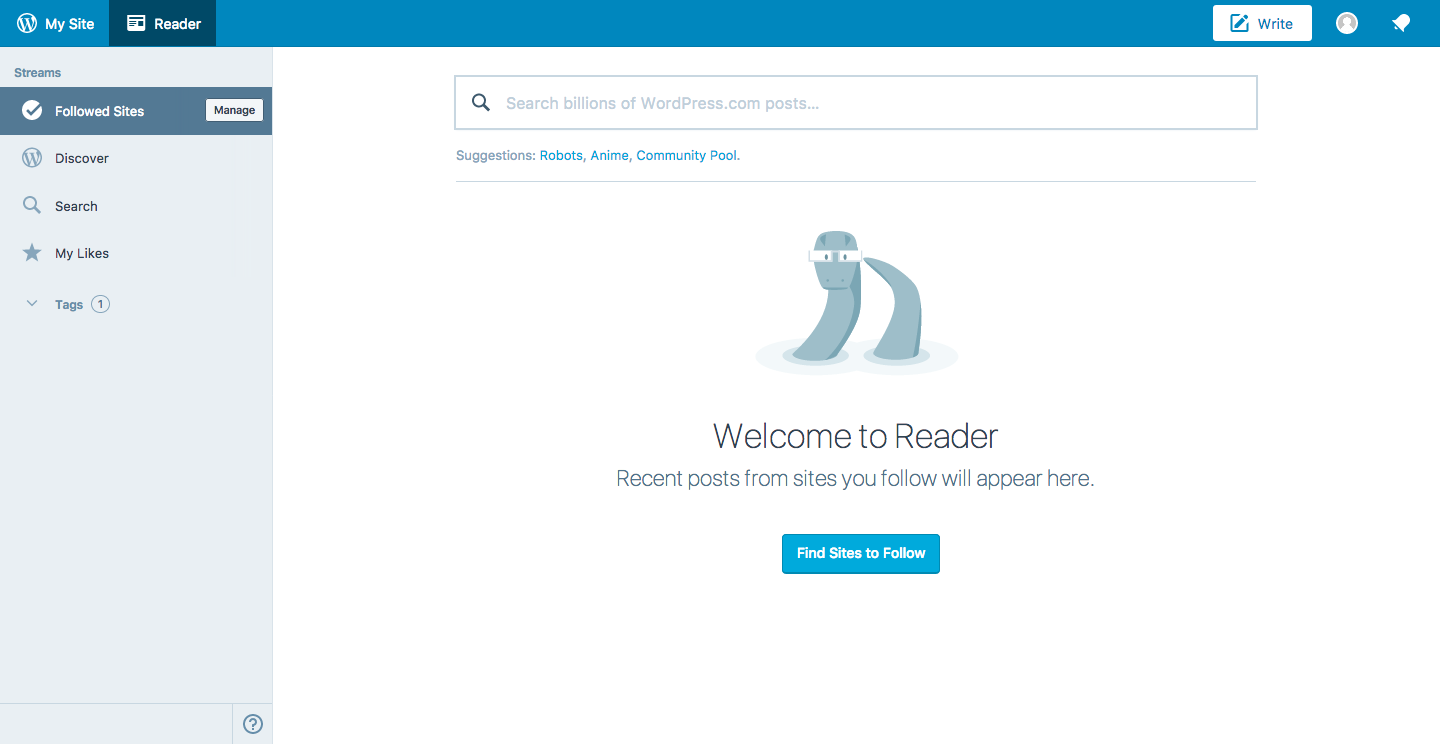 My Site Reader Write
Streams
Followed Sites Manage
Discover
Search
My Likes
Tags 1
Search billions of WordPress.com posts...
Suggestions: Robots, Anime, Community Pool.
Welcome to Reader
Recent posts from sites you follow will appear here.
Find Sites to Follow
?